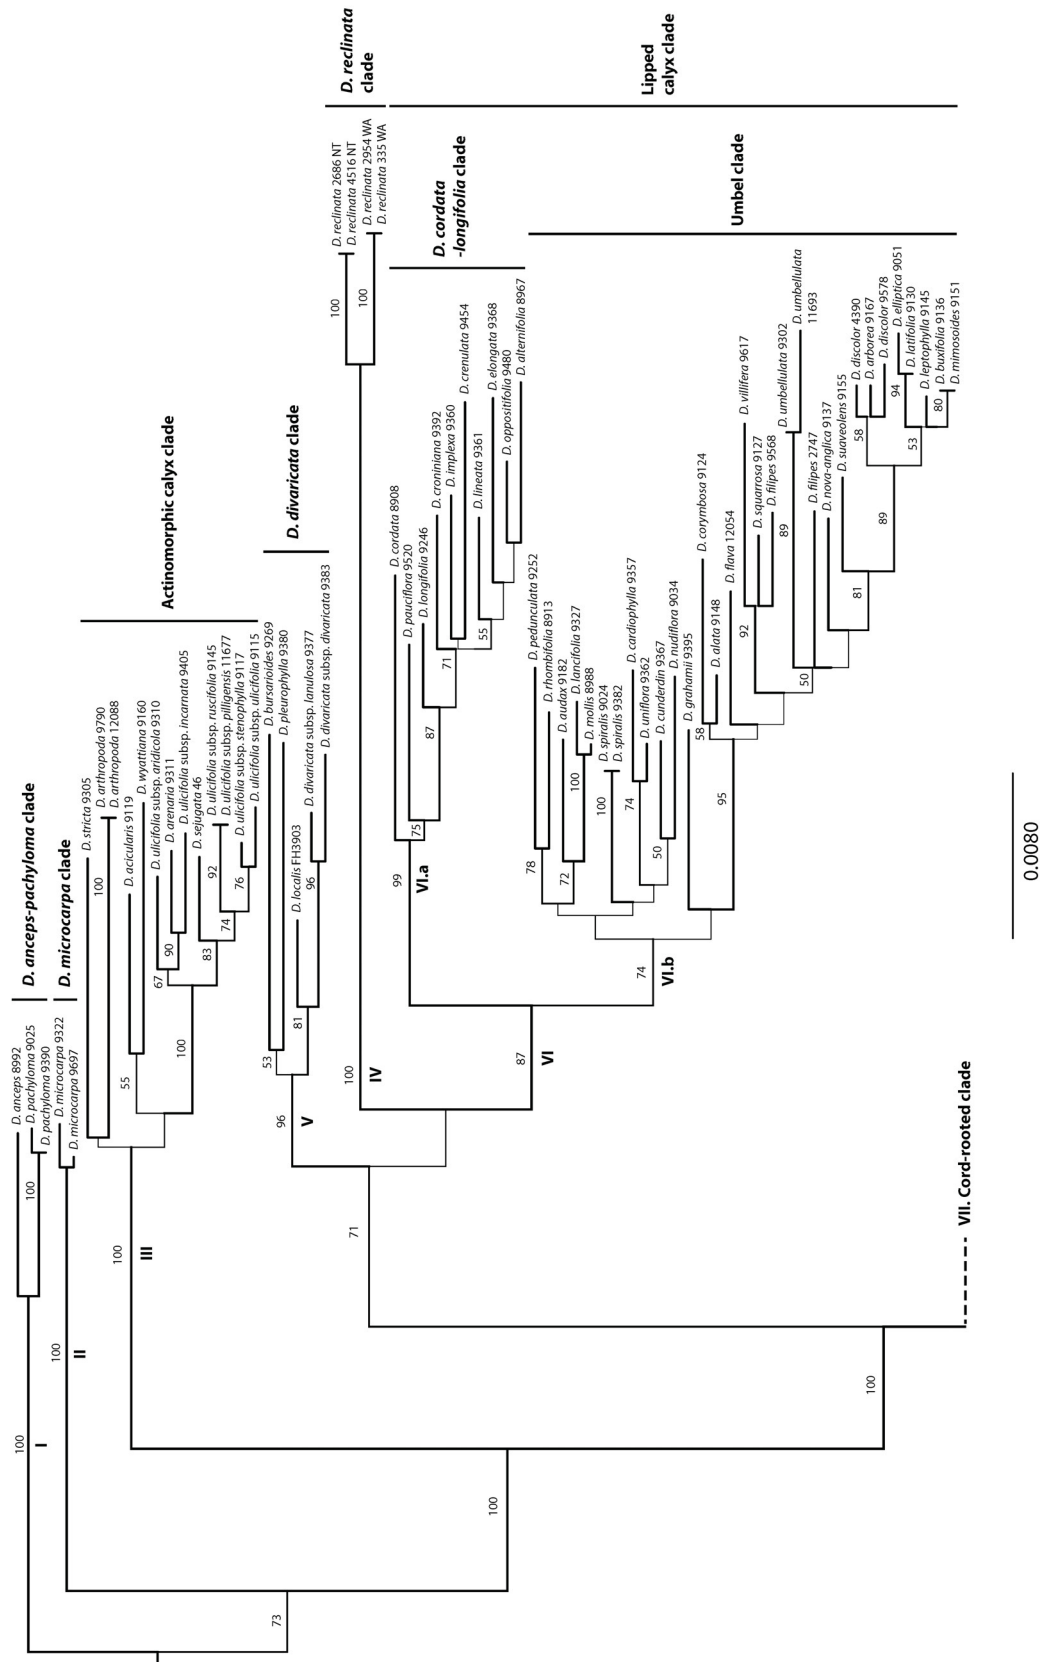 D. anceps 8992
D. pachyloma 9025
D. pachyloma 9390
100
100
I
D. anceps-pachyloma clade
D. microcarpa 9322
D. microcarpa 9697
100
II
D. microcarpa clade
73
100
D. stricta 9305
D. arthropoda 9790
D. arthropoda 12088
100
D. acicularis 9119
D. wyattiana 9160
55
D. ulicifolia subsp. aridicola 9310
D. arenaria 9311
D. ulicifolia subsp. incarnata 9405
67
90
D. sejugata 46
D. ulicifolia subsp. ruscifolia 9145
D. ulicifolia subsp. pilligensis 11677
D. ulicifolia subsp. stenophylla 9117
D. ulicifolia subsp. ulicifolia 9115
83
92
74
76
100
100
III
Actinomorphic calyx clade
D. bursarioides 9269
D. pleurophylla 9380
53
D. localis FH3903
D. divaricata subsp. lanulosa 9377
D. divaricata subsp. divaricata 9383
96
81
96
V
D. divaricata clade
71
100
D. reclinata 2686 NT
D. reclinata 4516 NT
D. reclinata 2954 WA
D. reclinata 335 WA
100
100
100
IV
D. reclinata
clade
D. cordata 8908
D. pauciflora 9520
D. longifolia 9246
75
D. croniniana 9392
D. implexa 9360
D. crenulata 9454
D. lineata 9361
D. elongata 9368
D. oppositifolia 9480
D. alternifolia 8967
71
55
87
99
VI.a
D. cordata
-longifolia clade
87
VI
D. pedunculata 9252
D. rhombifolia 8913
D. audax 9182
D. lancifolia 9327
D. mollis 8988
78
72
100
D. spiralis 9024
D. spiralis 9382
100
D. cardiophylla 9357
D. uniflora 9362
D. cunderdin 9367
D. nudiflora 9034
74
50
74
VI.b
D. grahamii 9395
D. corymbosa 9124
D. alata 9148
D. flava 12054
58
95
D. villifera 9617
D. squarrosa 9127
D. filipes 9568
92
D. umbellulata 9302
D. umbellulata
11693
89
D. filipes 2747
D. nova-anglica 9137
D. suaveolens 9155
50
81
89
D. discolor 4390
D. arborea 9167
D. discolor 9578
58
D. elliptica 9051
D. latifolia 9130
D. leptophylla 9145
D. buxifolia 9136
D. mimosoides 9151
94
53
80
Umbel clade
Lipped
calyx clade
VII. Cord-rooted clade
0.0080